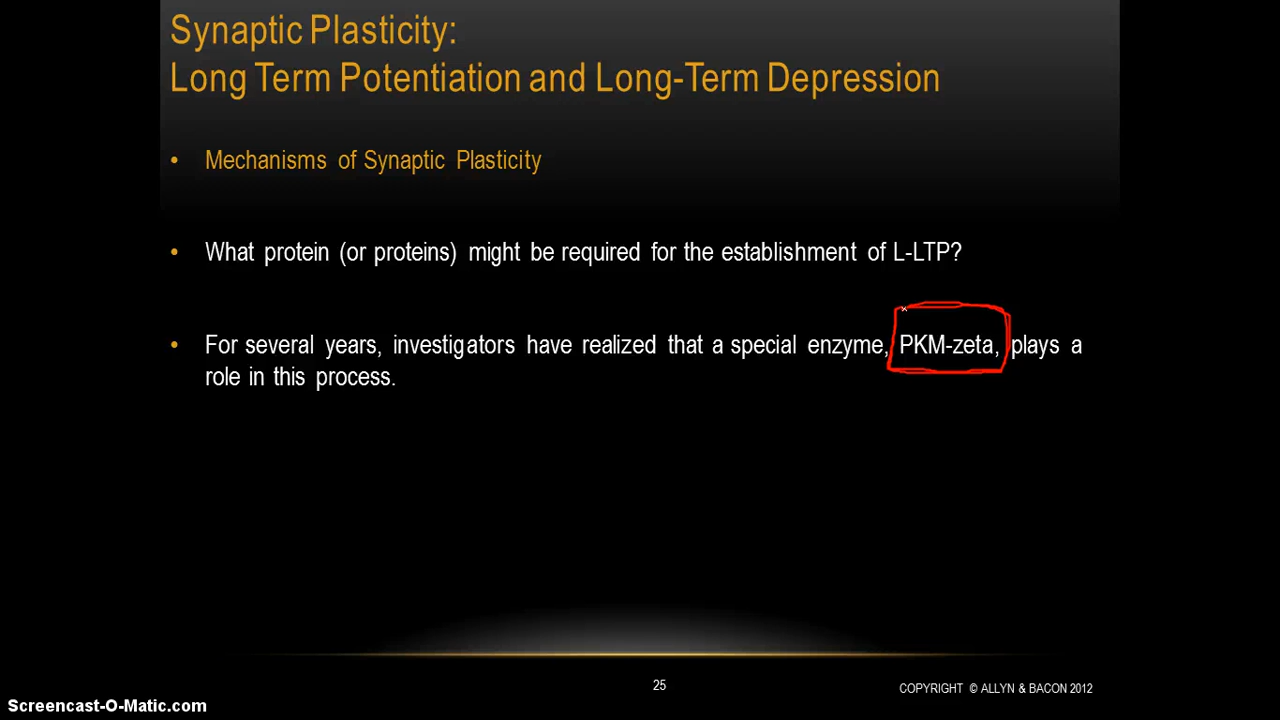 Synaptic Plasticity:
Long Term Potentiation and Long-Term Depression
• Mechanisms of Synaptic Plasticity
• What protein (or proteins) might be required for the establishment of L-LTP?
• For several years, investigators have realized that a special enzyme, PKM-zeta, plays a
role in this process.
25
COPYRIGHT © ALLYN & BACON 2012
Screencast-O-Matic.com